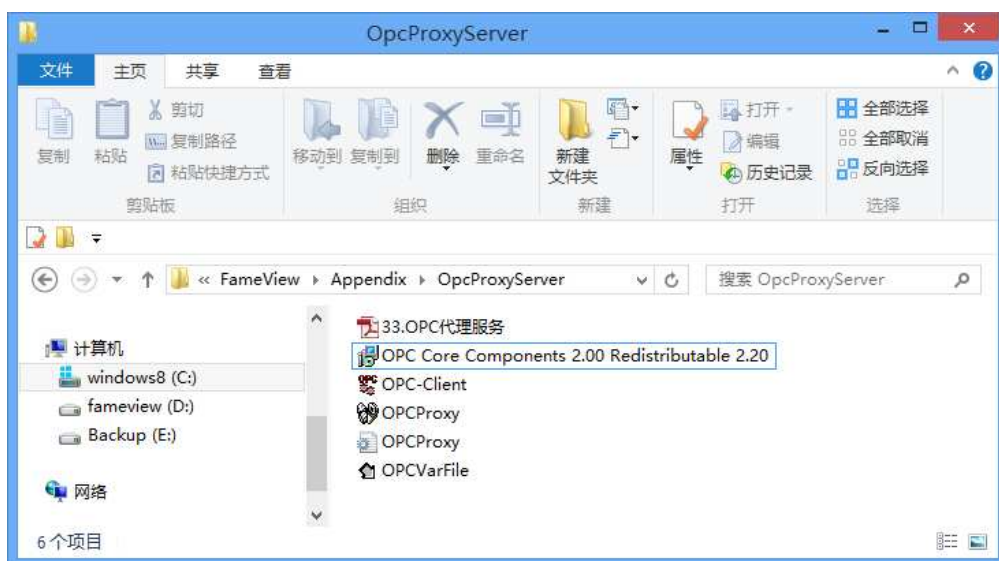 OpcProxyServer
文件 主页 共享 查看
复制
粘贴
剪切
复制路径
粘贴快捷方式
剪贴板
移动到 复制到 删除 重命名
组织
新建
文件夹
新建
属性
打开
编辑
历史记录
打开
全部选择
全部取消
反向选择
选择
« FameView Appendix OpcProxyServer
搜索 OpcProxyServer
计算机
windows8 (C:)
fameview (D:)
Backup (E:)
网络
33.OPC代理服务
OPC Core Components 2.00 Redistributable 2.20
OPC-Client
OPCProxy
OPCProxy
OPCVarFile
6 个项目